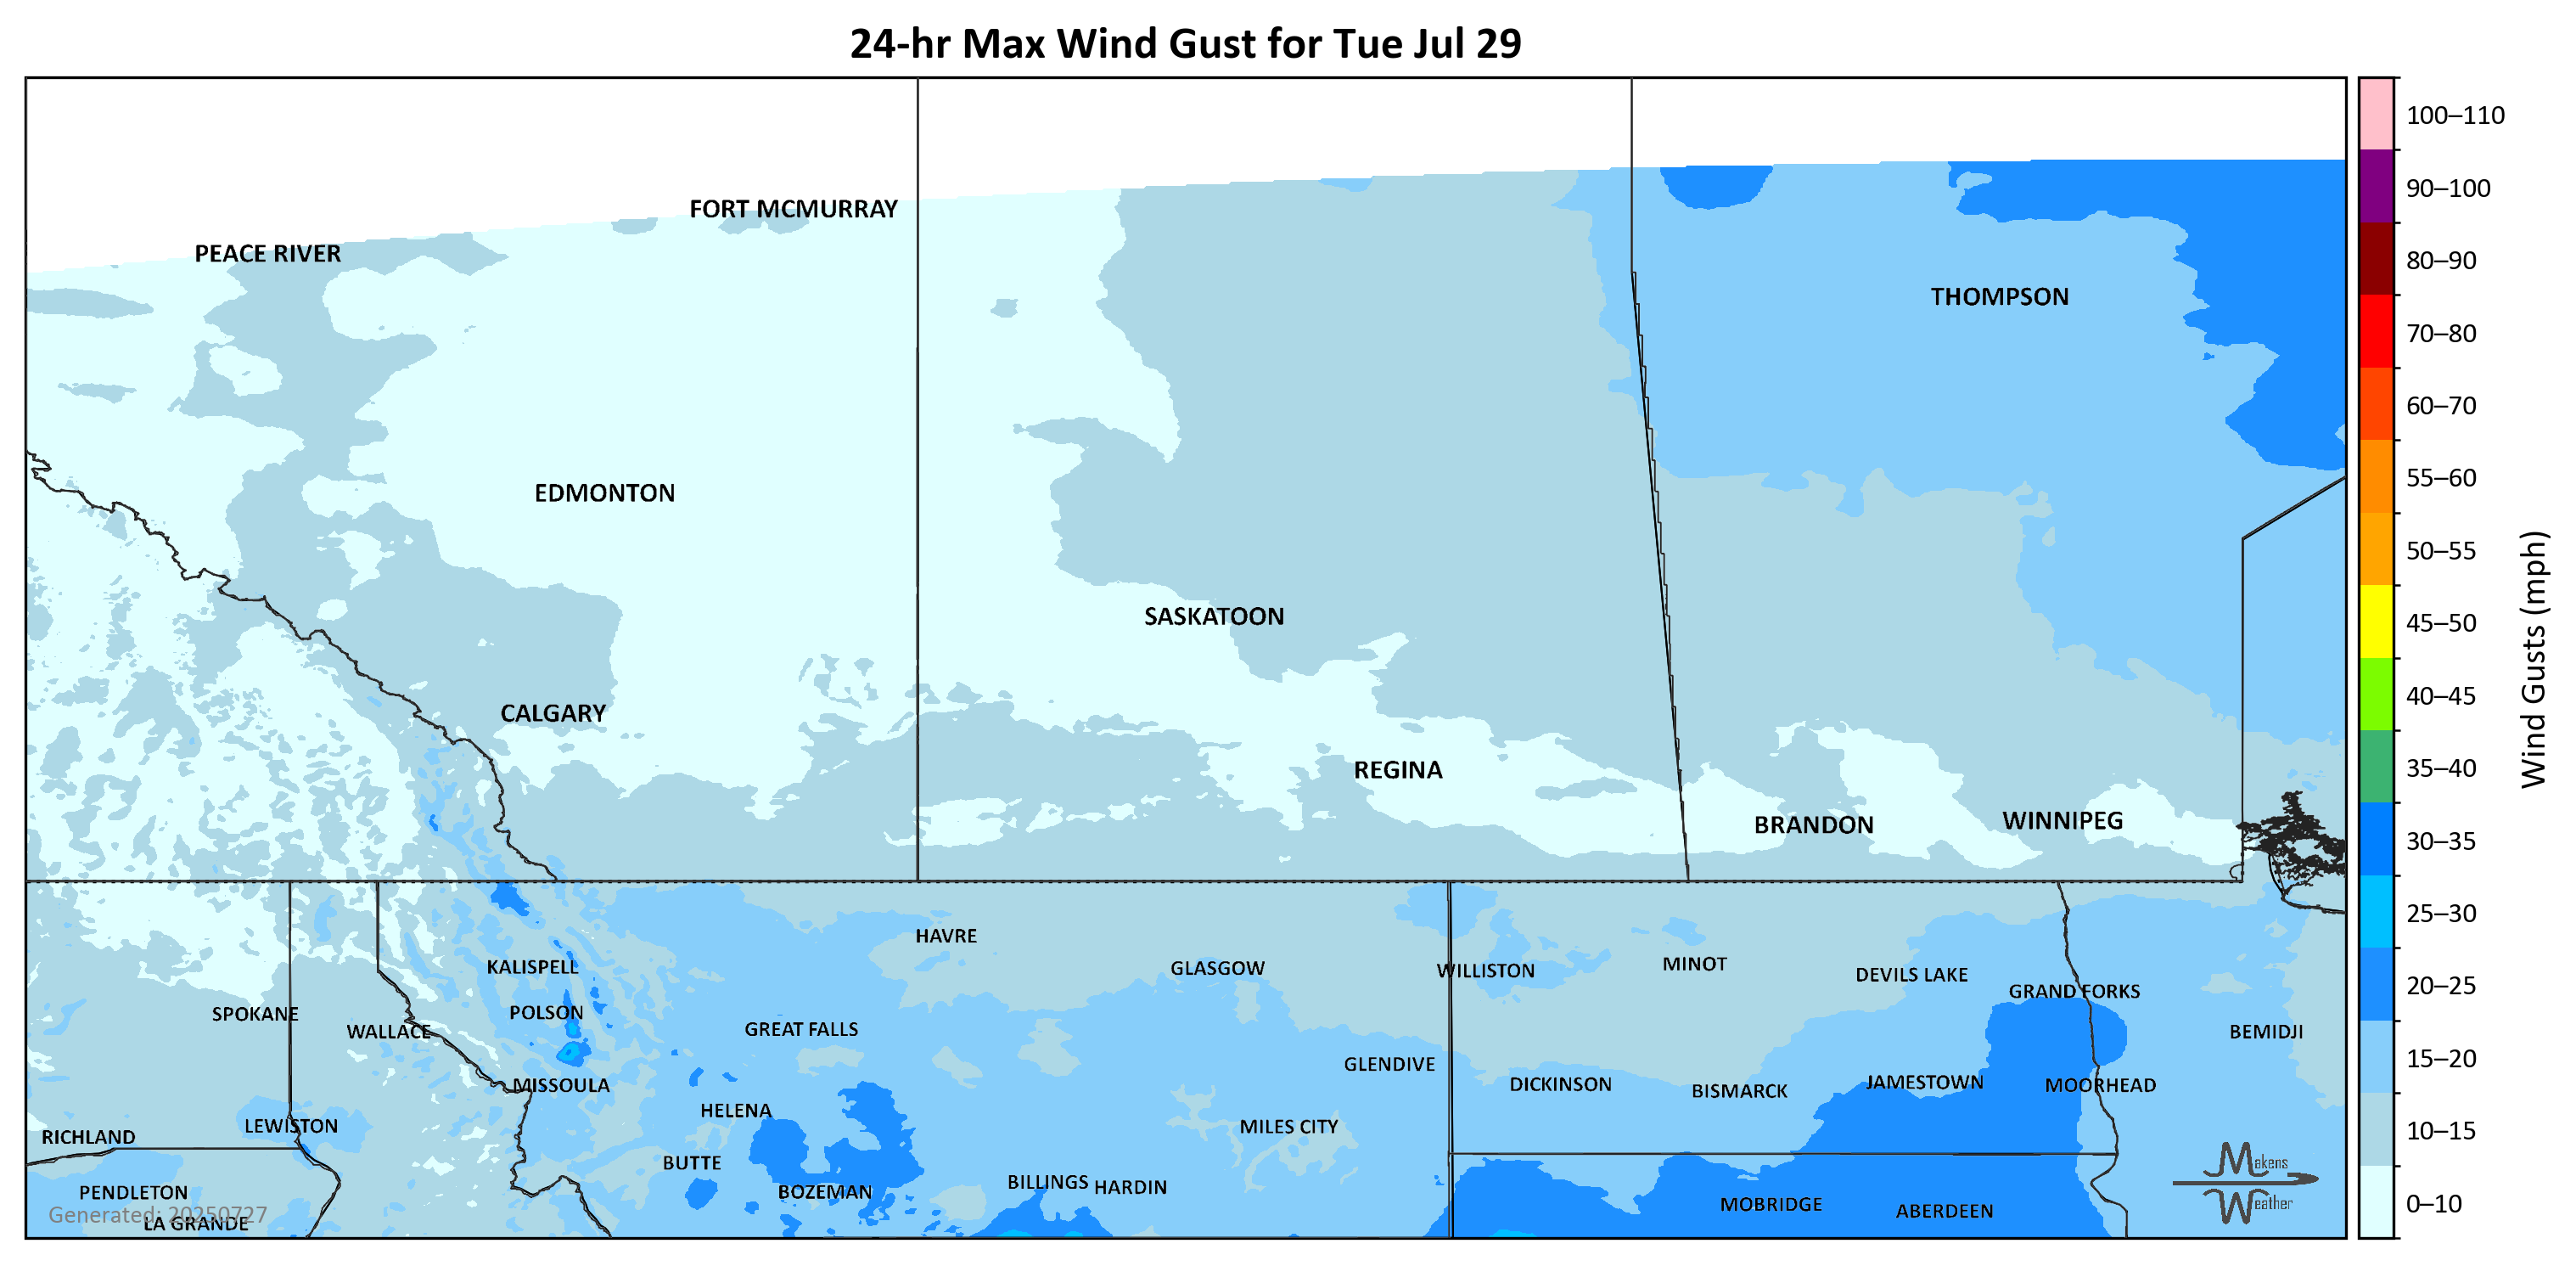 24-hr Max Wind Gust for Tue Jul 29
FORT MCMURRAY
PEACE RIVER
THOMPSON
EDMONTON
SASKATOON
CALGARY
REGINA
BRANDON
WINNIPEG
HAVRE
KALISPELL
GLASGOW
WILLISTON
MINOT
DEVILS LAKE
GRAND FORKS
SPOKANE
POLSON
WALLACE
GREAT FALLS
BEMIDJI
GLENDIVE
MISSOULA
DICKINSON
BISMARCK
JAMESTOWN
MOORHEAD
HELENA
LEWISTON
MILES CITY
RICHLAND
BUTTE
PENDLETON
BOZEMAN
BILLINGS
HARDIN
MOBRIDGE
ABERDEEN
LA GRANDE
Generated: 20250727
Makens
Weather
100–110
90–100
80–90
70–80
60–70
55–60
50–55
45–50
40–45
35–40
30–35
25–30
20–25
15–20
10–15
0–10
Wind Gusts (mph)